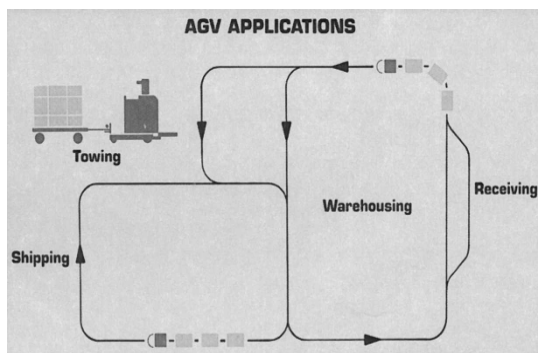 AGV APPLICATIONS
Towing
Warehousing
Receiving
Shipping